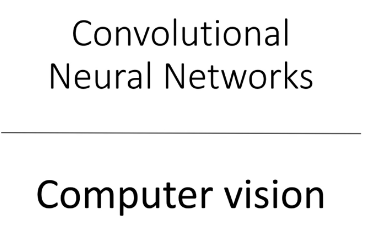 Convolutional
Neural Networks
Computer vision